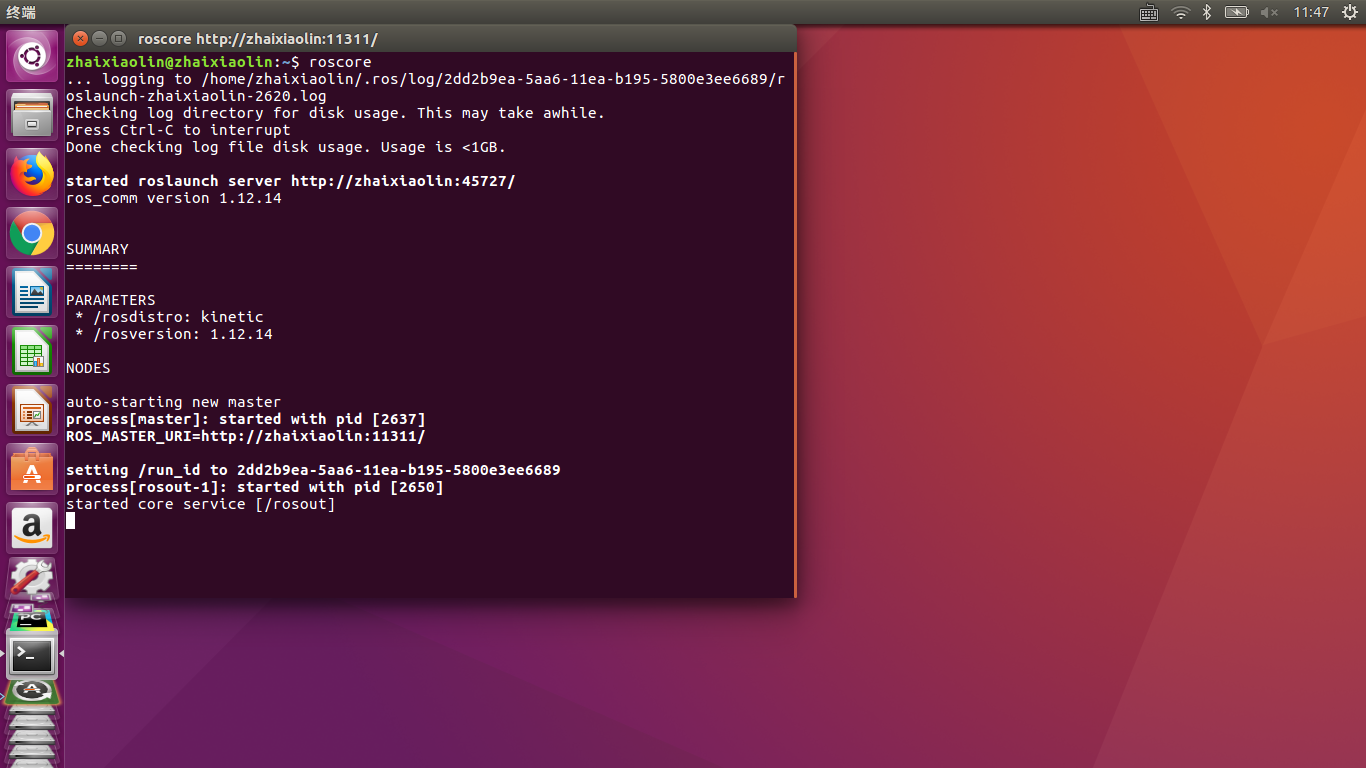 终端
11:47
roscore http://zhaixiaolin:11311/
zhaixiaolin@zhaixiaolin:~$ roscore
... logging to /home/zhaixiaolin/.ros/log/2dd2b9ea-5aa6-11ea-b195-5800e3ee6689/r
oslaunch-zhaixiaolin-2620.log
Checking log directory for disk usage. This may take awhile.
Press Ctrl-C to interrupt
Done checking log file disk usage. Usage is <1GB.
started roslaunch server http://zhaixiaolin:45727/
ros_comm version 1.12.14
SUMMARY
========
PARAMETERS
 * /rosdistro: kinetic
 * /rosversion: 1.12.14
NODES
auto-starting new master
process[master]: started with pid [2637]
ROS_MASTER_URI=http://zhaixiaolin:11311/
setting /run_id to 2dd2b9ea-5aa6-11ea-b195-5800e3ee6689
process[rosout-1]: started with pid [2650]
started core service [/rosout]
a
PC
>_